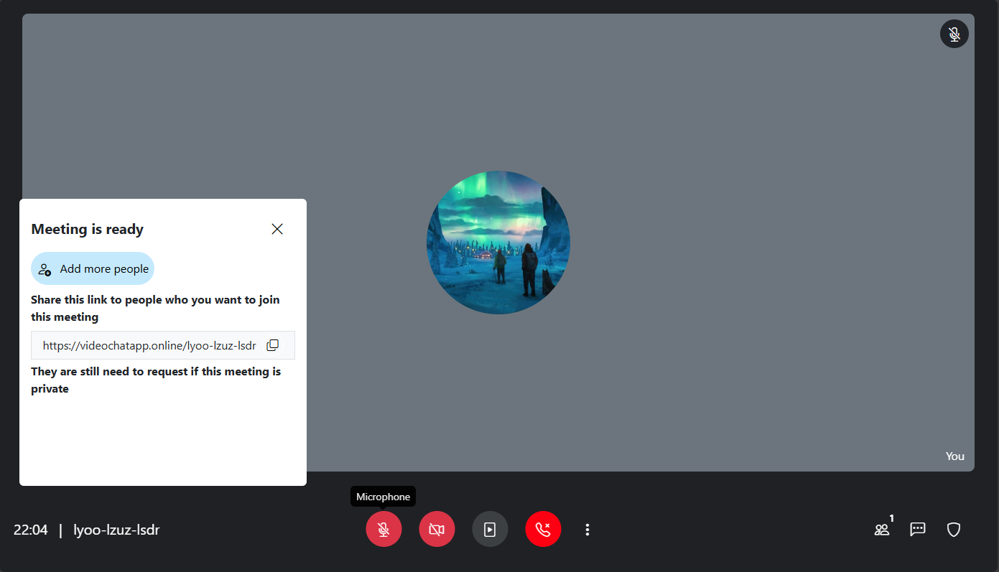 Meeting is ready
Add more people
Share this link to people who you want to join
this meeting
https://videochatapp.online/lyoo-lzuz-lsdr
They are still need to request if this meeting is
private
You
Microphone
22:04 | lyoo-lzuz-lsdr
1